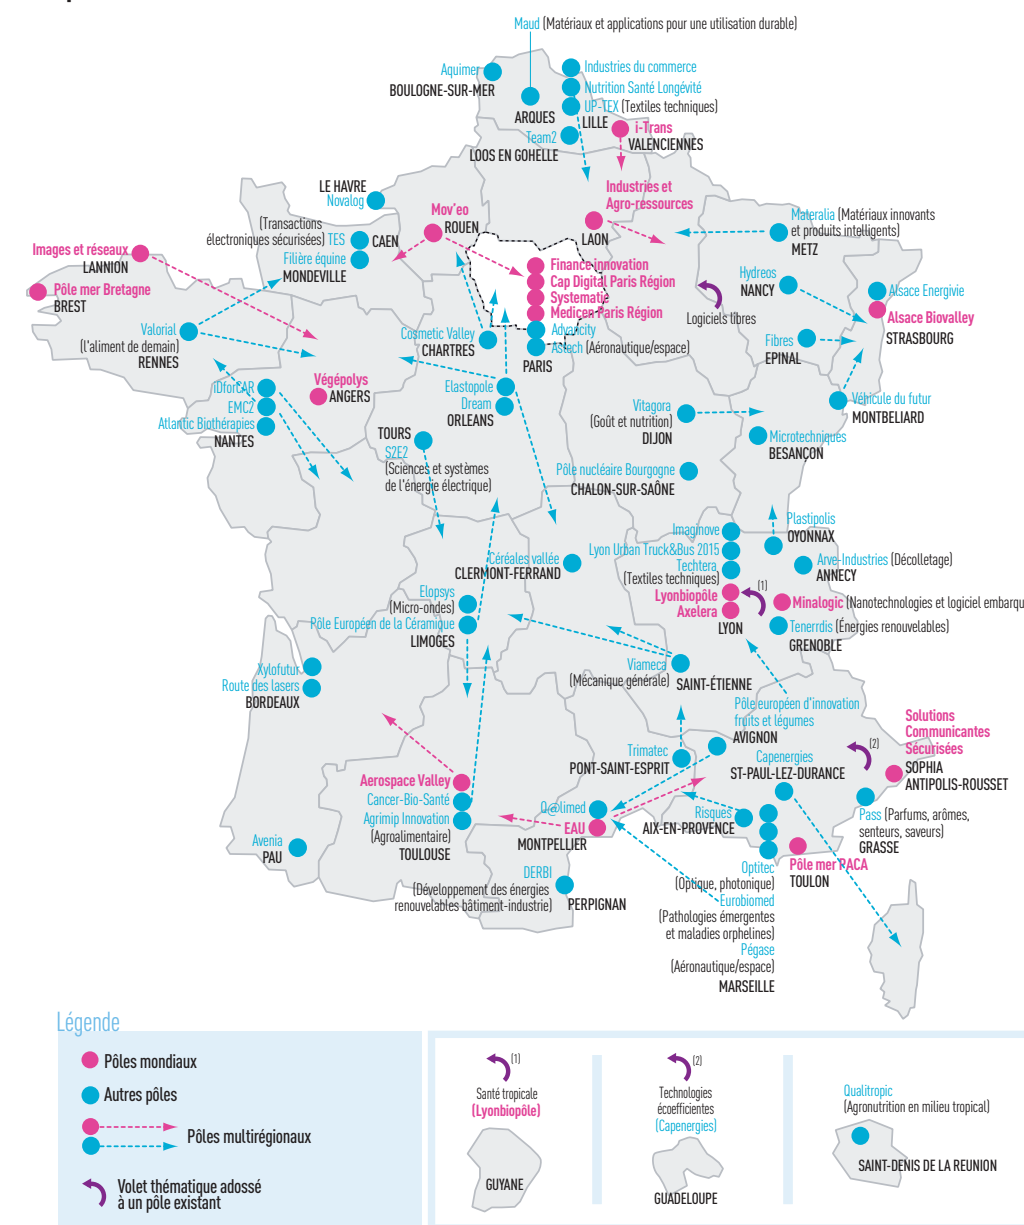 Maud (Matériaux et applications pour une utilisation durable)
Aquimer
BOULOGNE-SUR-MER
Industries du commerce
Nutrition Santé Longévité
UP-TEX (Textiles techniques)
LILLE
ARQUES
i-Trans
VALENCIENNES
Team2
LOOS EN GOHELLE
LE HAVRE
Novalog
Industries et
Agro-ressources
LAON
Mov'eo
ROUEN
(Transactions
électroniques sécurisées) TES
CAEN
Filière équine
MONDEVILLE
Materalia (Matériaux innovants
et produits intelligents)
METZ
Images et réseaux
LANNION
Pôle mer Bretagne
BREST
Finance innovation
Cap Digital Paris Région
Systematic
Medicen Paris Région
Advancity
Astech (Aéronautique/espace)
PARIS
Hydreos
NANCY
Logiciels libres
Alsace Energivie
Alsace Biovalley
STRASBOURG
Valorial
(l'aliment de demain)
RENNES
Cosmetic Valley
CHARTRES
Fibres
EPINAL
iDforCAR
EMC2
Atlantic Biothérapies
NANTES
Végépolys
ANGERS
Elastopole
Dream
ORLEANS
Vitagora
(Goût et nutrition)
DIJON
Véhicule du futur
MONTBELIARD
Microtechniques
BESANÇON
TOURS
S2E2
(Sciences et systèmes
de l'énergie électrique)
Pôle nucléaire Bourgogne
CHALON-SUR-SAÔNE
Imaginove
Lyon Urban Truck&Bus 2015
Techtera
(Textiles techniques)
Lyonbiopôle
Axelera
LYON
(1)
Plastipolis
OYONNAX
Arve-Industries (Décolletage)
ANNECY
Céréales vallée
CLERMONT-FERRAND
Minalogic (Nanotechnologies et logiciel embarqu
Tenerrdis (Énergies renouvelables)
GRENOBLE
Elopsys
(Micro-ondes)
Pôle Européen de la Céramique
LIMOGES
Viameca
(Mécanique générale)
SAINT-ÉTIENNE
Xylofutur
Route des lasers
BORDEAUX
Pôle européen d'innovation
fruits et légumes
AVIGNON
Trimatec
PONT-SAINT-ESPRIT
Capenergies
ST-PAUL-LEZ-DURANCE
(2)
Solutions
Communicantes
Sécurisées
SOPHIA
ANTIPOLIS-ROUSSET
Aerospace Valley
Cancer-Bio-Santé
Agrimip Innovation
(Agroalimentaire)
TOULOUSE
Q@limed
EAU
MONTPELLIER
Risques
AIX-EN-PROVENCE
Pass (Parfums, arômes,
senteurs, saveurs)
GRASSE
Avenia
PAU
Pôle mer PACA
TOULON
DERBI
(Développement des énergies
renouvelables bâtiment-industrie)
PERPIGNAN
Optitec
(Optique, photonique)
Eurobiomed
(Pathologies émergentes
et maladies orphelines)
Pégase
(Aéronautique/espace)
MARSEILLE
Légende
Pôles mondiaux
Autres pôles
Pôles multirégionaux
Volet thématique adossé
à un pôle existant
(1)
Santé tropicale
(Lyonbiopôle)
GUYANE
(2)
Technologies
écoefficientes
(Capenergies)
GUADELOUPE
Qualitropic
(Agronutrition en milieu tropical)
SAINT-DENIS DE LA REUNION